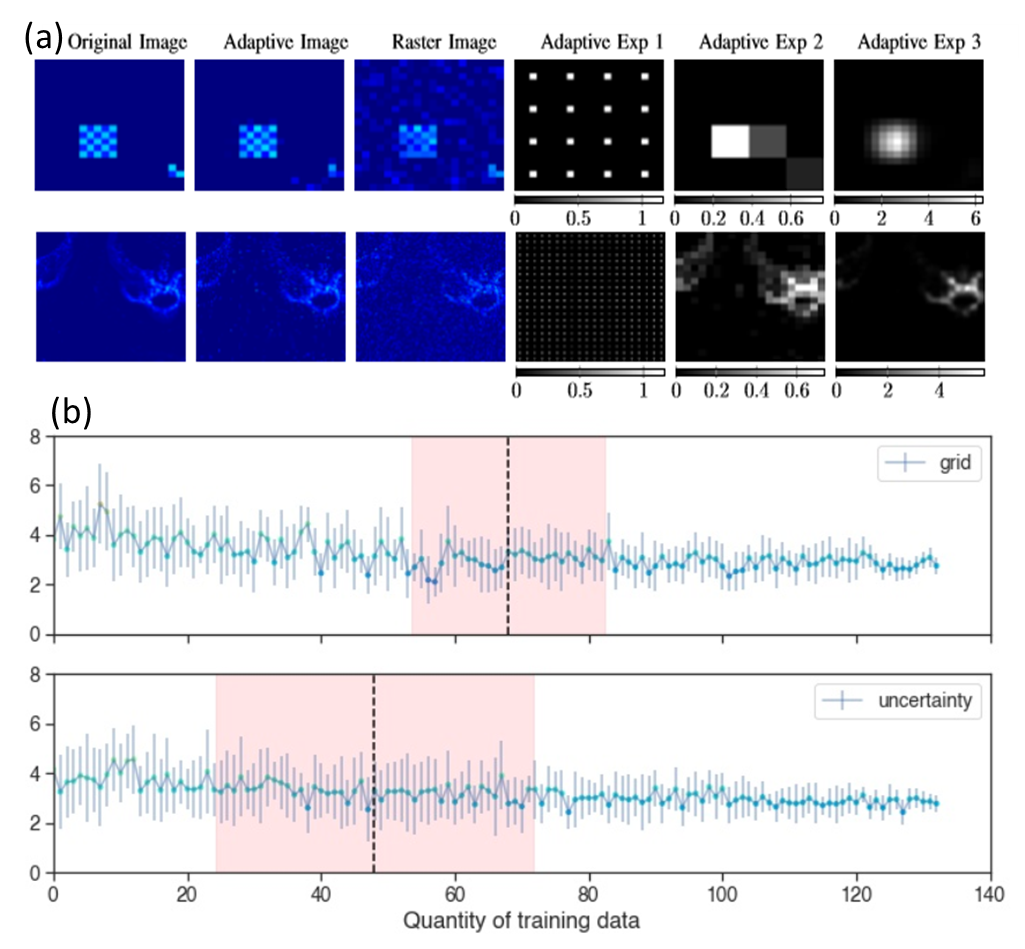 (a) Original Image Adaptive Image Raster Image Adaptive Exp 1 Adaptive Exp 2 Adaptive Exp 3
0 0.5 1 0 0.2 0.4 0.6 0 2 4 6
0 0.5 1 0 0.2 0.4 0.6 0 2 4
(b)
8
grid
6
4
2
0
8
uncertainty
6
4
2
0
0 20 40 60 80 100 120 140
Quantity of training data